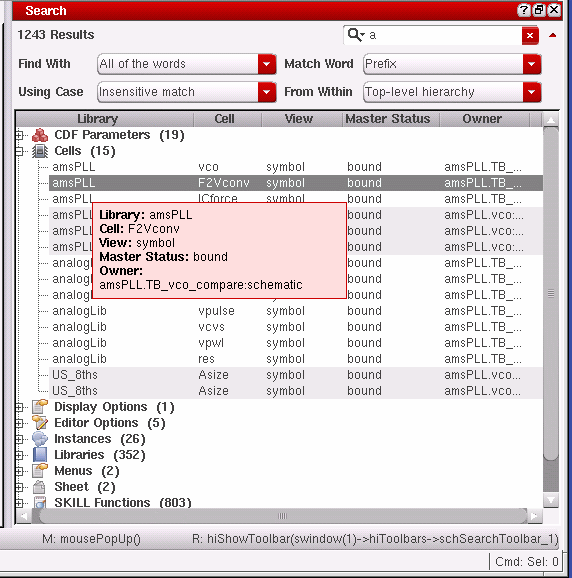 Search
1243 Results
a
Find With All of the words Match Word Prefix
Using Case Insensitive match From Within Top-level hierarchy
Library Cell View Master Status Owner
CDF Parameters (19)
Cells (15)
amsPLL vco symbol bound amsPLL.TB_...
amsPLL F2Vconv symbol bound amsPLL.TB_...
amsPLL ICforce symbol bound amsPLL.TB_...
amsPLL bound amsPLL.vco:...
amsPLL bound amsPLL.vco:...
amsPLL bound amsPLL.vco:...
analogLib bound amsPLL.TB_...
analogLib bound amsPLL.TB_...
analogLib bound amsPLL.TB_...
Library: amsPLL
Cell: F2Vconv
View: symbol
Master Status: bound
Owner:
amsPLL.TB_vco_compare:schematic
analogLib vpulse symbol bound amsPLL.TB_...
analogLib vcvs symbol bound amsPLL.TB_...
analogLib vpwl symbol bound amsPLL.TB_...
analogLib res symbol bound amsPLL.TB_...
US_8ths Asize symbol bound amsPLL.vco...
US_8ths Asize symbol bound amsPLL.vco...
Display Options (1)
Editor Options (5)
Instances (26)
Libraries (352)
Menus (2)
Sheet (2)
SKILL Functions (803)
M: mousePopUp() R: hiShowToolbar(swindow(1)->hiToolbars->schSearchToolbar_1)
Cmd: Sel: 0